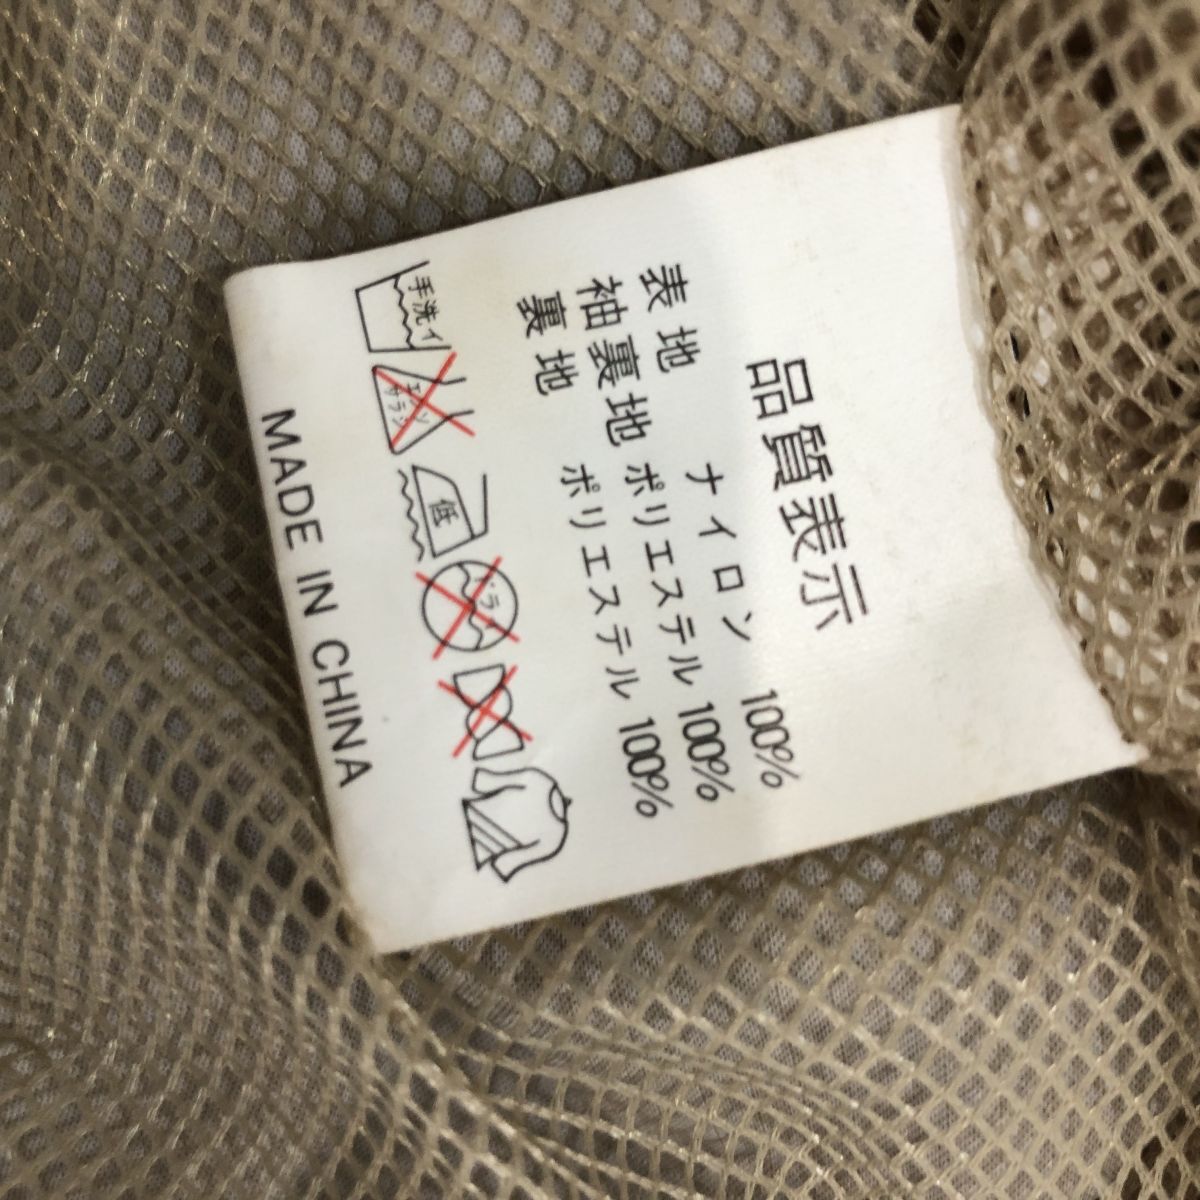 品質表示
表地 ナイロン 100%
袖裏地 ポリエステル 100%
裏地 ポリエステル 100%
手洗イ
エンソ
サラシ
低
ドライ
MADE IN CHINA